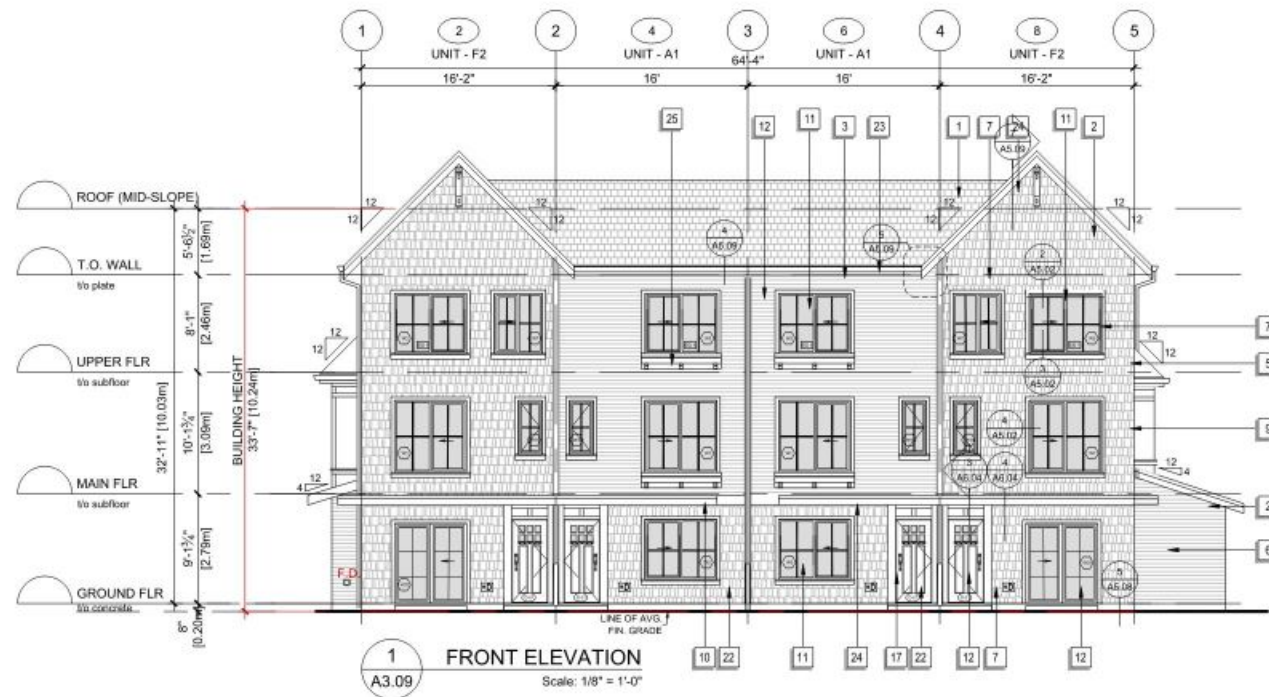 1
2
UNIT - F2
2
4
UNIT - A1
3
6
UNIT - A1
4
8
UNIT - F2
5
64'-4"
16'-2"
16'
16'
16'-2"
25
12
11
3
23
1
7
24
11
2
A5.09
ROOF (MID-SLOPE)
12
12
12
12
12
12
12
12
5'-6½"
[1.69m]
4
A5.09
5
A5.09
2
A5.02
T.O. WALL
t/o plate
8'-1"
[2.46m]
7
12
12
12
12
UPPER FLR
t/o subfloor
5
3
A5.02
BUILDING HEIGHT
33'-7" [10.24m]
32'-11" [10.03m]
10'-1¾"
[3.09m]
4
A5.02
9
3
A6.04
4
A6.04
12
4
12
4
MAIN FLR
t/o subfloor
2
9'-1¾"
[2.79m]
6
F.D.
5
A5.08
GROUND FLR
t/o concrete
8"
[0.20m]
LINE OF AVG.
FIN. GRADE
10
22
11
24
17
22
12
7
12
1
A3.09
FRONT ELEVATION
Scale: 1/8" = 1'-0"